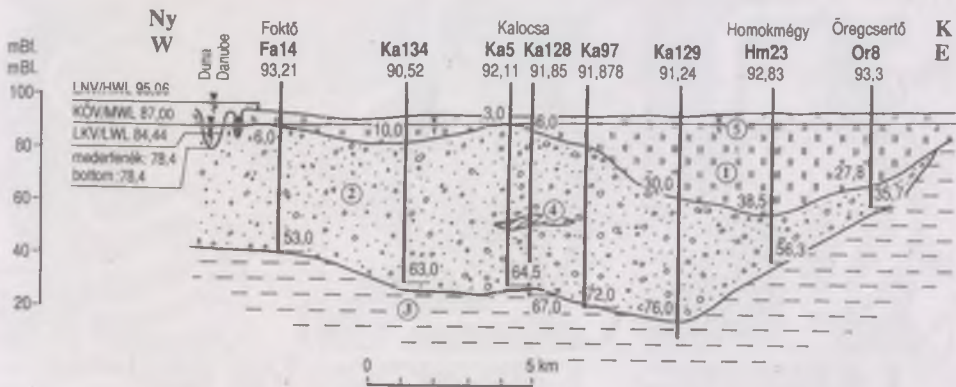 Ny
W
Foktő
Kalocsa
Homokmégy
Öregcsertő
K
E
mBf.
mBl.
Duna
Danube
Fa14
Ka134
Ka5
Ka128
Ka97
Ka129
Hm23
Or8
93,21
90,52
92,11
91,85
91,878
91,24
92,83
93,3
100
80
60
40
20
LNV/HWL 95,06
KÖV/MWL 87,00
LKV/LWL 84,44
mederfenék: 78,4
bottom :78,4
6,0
10,0
3,0
6,0
5
1
2
30,0
38,5
27,8
35,7
4
53,0
63,0
64,5
67,0
72,0
76,0
56,3
3
0
5 km